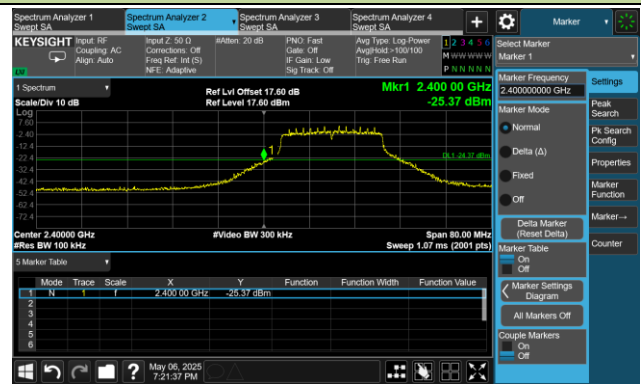 Spectrum Analyzer 1
Swept SA
Spectrum Analyzer 2
Swept SA
Spectrum Analyzer 3
Swept SA
Spectrum Analyzer 4
Swept SA
+
Marker
KEYSIGHT
Input: RF
Coupling: AC
Align: Auto
Input Z: 50 Ω
Corrections: Off
Freq Ref: Int (S)
NFE: Adaptive
#Atten: 20 dB
PNO: Fast
Gate: Off
IF Gain: Low
Sig Track: Off
Avg Type: Log-Power
Avg|Hold:>100/100
Trig: Free Run
1 2 3 4 5 6
M W W W W W
P N N N N N
LXI
Select Marker
Marker 1
1 Spectrum
Scale/Div 10 dB
Ref Lvl Offset 17.60 dB
Ref Level 17.60 dBm
Mkr1 2.400 00 GHz
-25.37 dBm
Log
7.60
-2.40
-12.4
-22.4
-32.4
-42.4
-52.4
-62.4
-72.4
1
DL1 -24.37 dBm
Center 2.40000 GHz
#Res BW 100 kHz
#Video BW 300 kHz
Span 80.00 MHz
Sweep 1.07 ms (2001 pts)
5 Marker Table
Mode Trace Scale X Y Function Function Width Function Value
1 N 1 f 2.400 00 GHz -25.37 dBm
2
3
4
5
6
Marker Frequency
2.400000000 GHz
Marker Mode
Normal
Delta (Δ)
Fixed
Off
Delta Marker
(Reset Delta)
Marker Table
On
Off
Marker Settings
Diagram
All Markers Off
Couple Markers
On
Off
Settings
Peak
Search
Pk Search
Config
Properties
Marker
Function
Marker→
Counter
?
May 06, 2025
7:21:37 PM